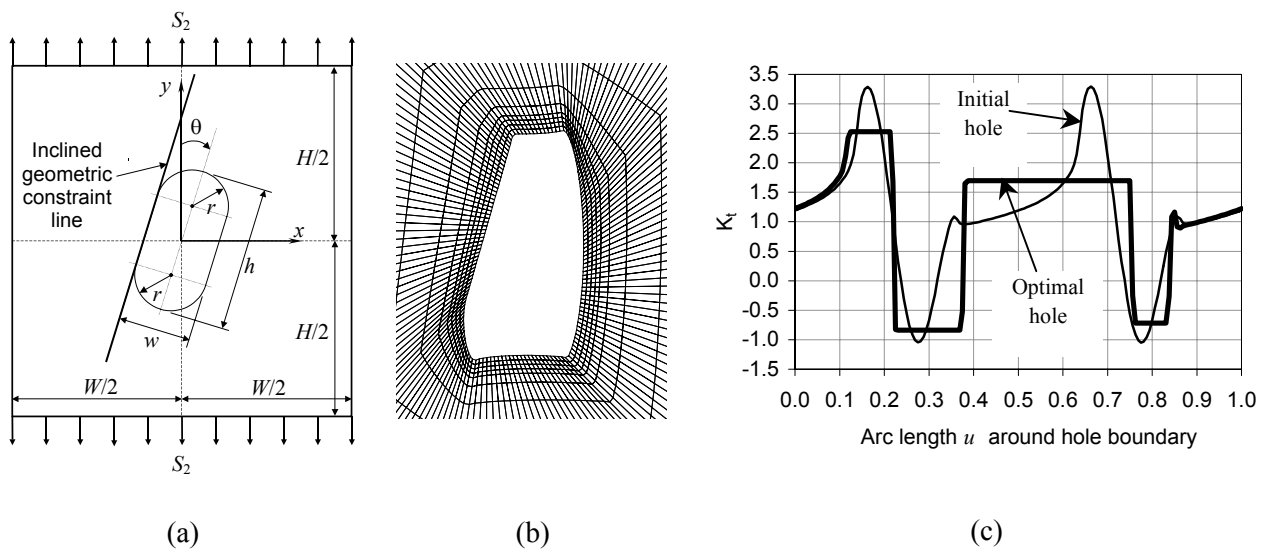 S₂
y
θ
Inclined
geometric
constraint
line
H/2
r
x
h
r
H/2
w
W/2
W/2
S₂
(a)
(b)
3.5
3.0
2.5
2.0
1.5
1.0
0.5
0.0
-0.5
-1.0
-1.5
Kt
Initial
hole
Optimal
hole
0.0 0.1 0.2 0.3 0.4 0.5 0.6 0.7 0.8 0.9 1.0
Arc length u around hole boundary
(c)